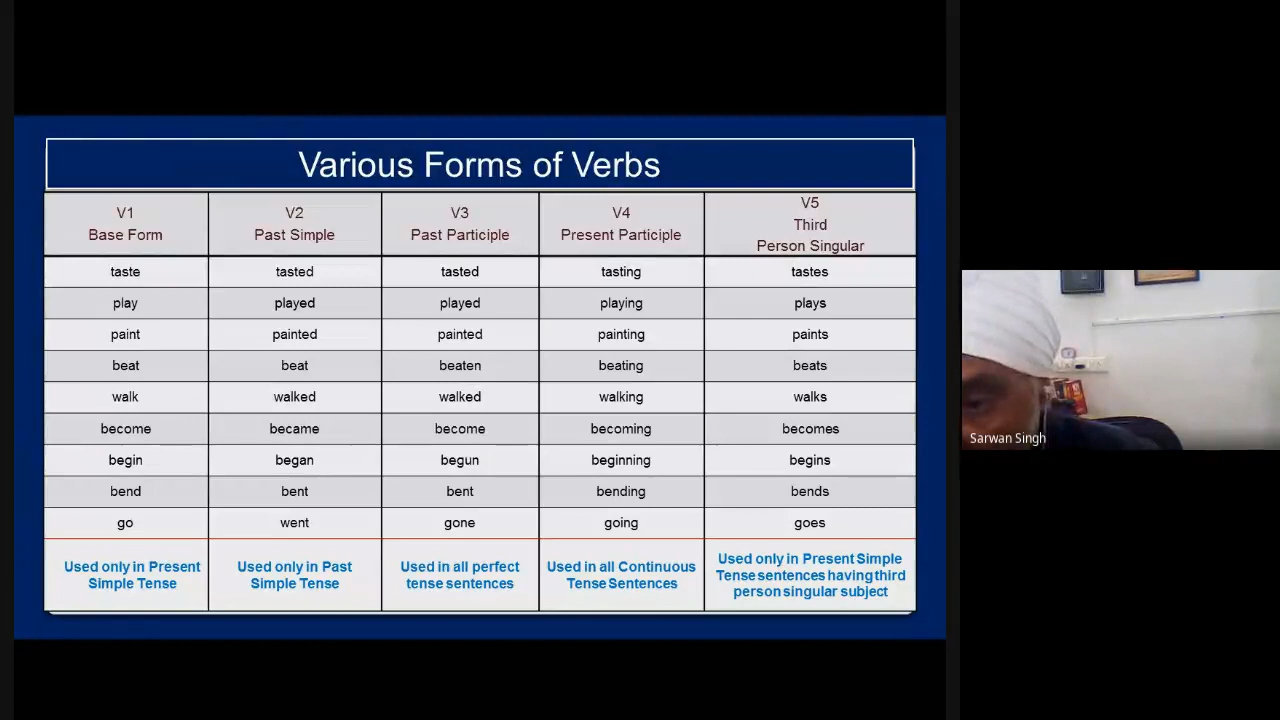 Various Forms of Verbs
V1
Base Form
V2
Past Simple
V3
Past Participle
V4
Present Participle
V5
Third
Person Singular
taste tasted tasted tasting tastes
play played played playing plays
paint painted painted painting paints
beat beat beaten beating beats
walk walked walked walking walks
become became become becoming becomes
begin began begun beginning begins
bend bent bent bending bends
go went gone going goes
Used only in Present
Simple Tense
Used only in Past
Simple Tense
Used in all perfect
tense sentences
Used in all Continuous
Tense Sentences
Used only in Present Simple
Tense sentences having third
person singular subject
Sarwan Singh